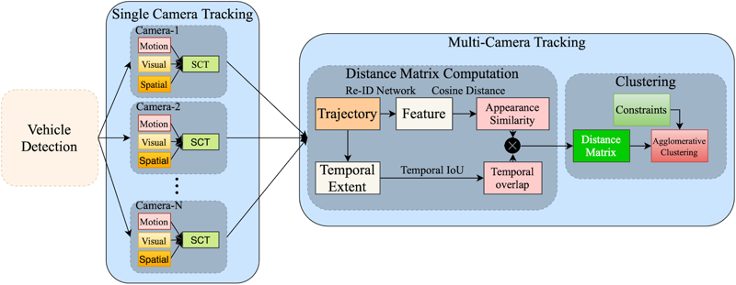 Single Camera Tracking
Camera-1
Motion
Visual
Spatial
SCT
Camera-2
Motion
Visual
Spatial
SCT
Camera-N
Motion
Visual
Spatial
SCT
Vehicle
Detection
Multi-Camera Tracking
Distance Matrix Computation
Re-ID Network
Cosine Distance
Trajectory
Feature
Appearance
Similarity
Temporal
Extent
Temporal IoU
Temporal
overlap
Clustering
Constraints
Distance
Matrix
Agglomerative
Clustering